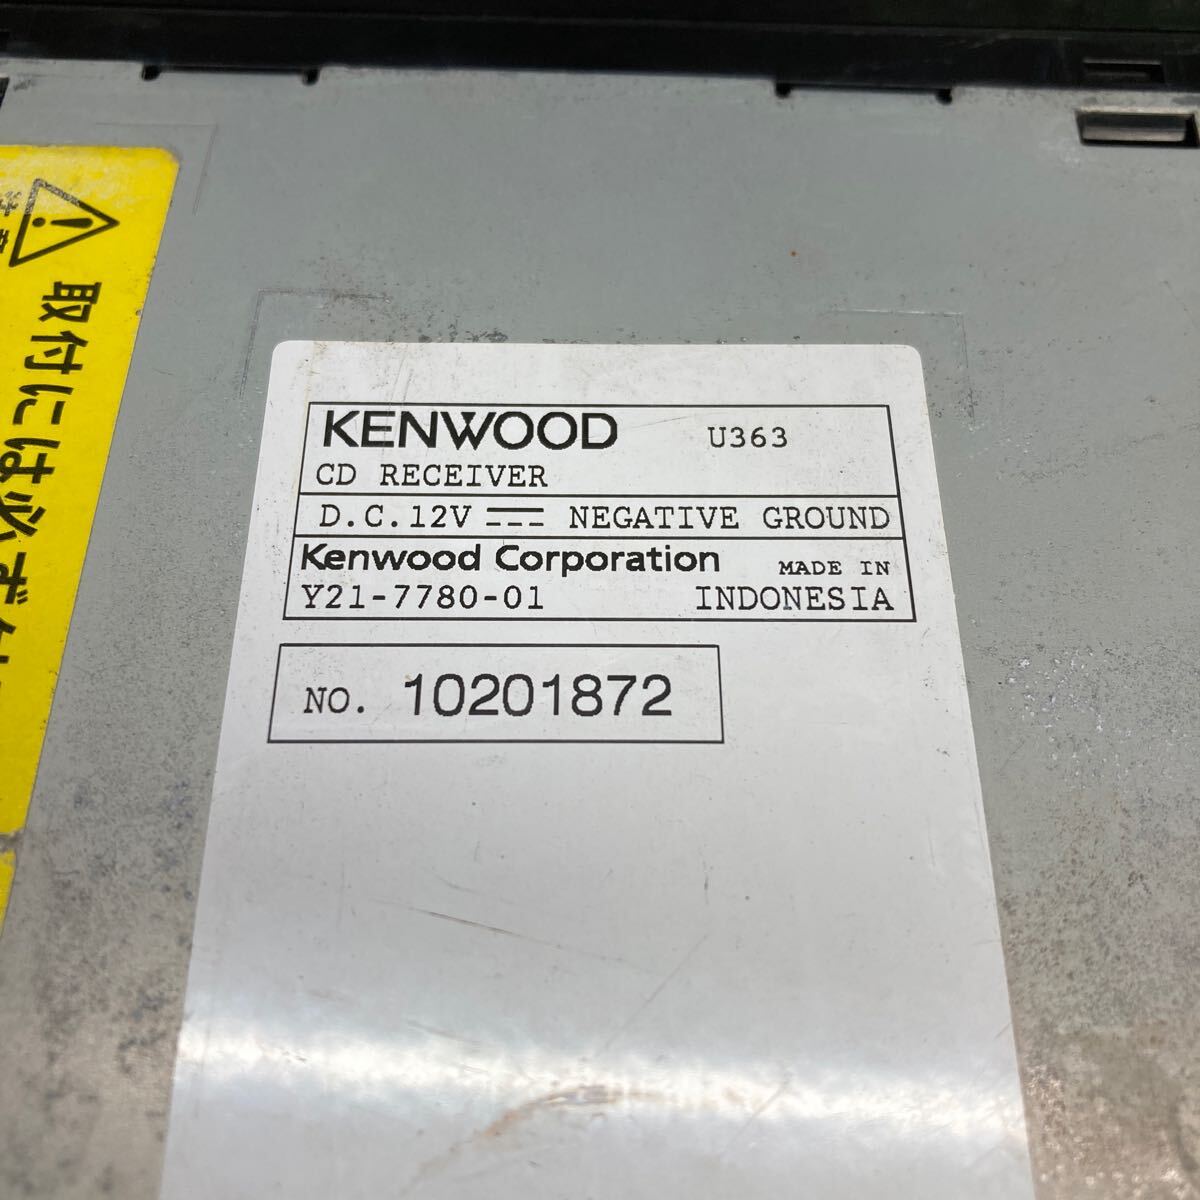 取付には必ず
KENWOOD U363
CD RECEIVER
D.C.12V NEGATIVE GROUND
Kenwood Corporation MADE IN
Y21-7780-01 INDONESIA
NO. 10201872